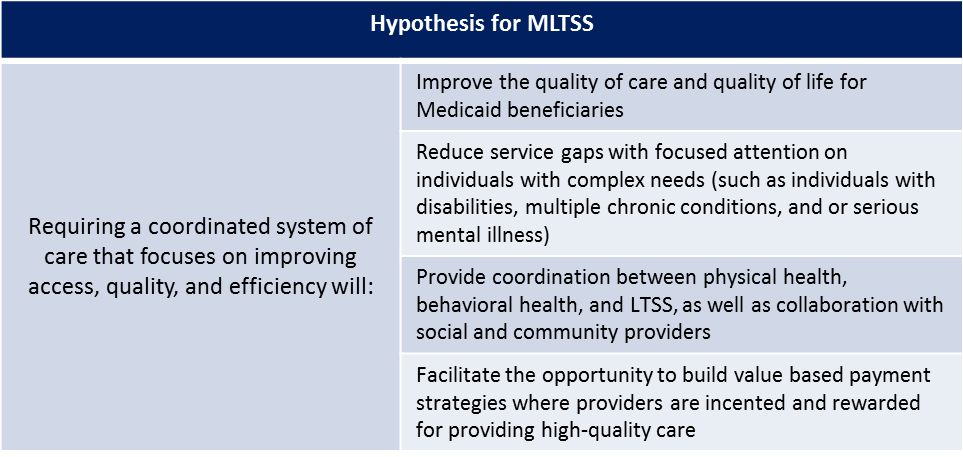 Hypothesis for MLTSS
Requiring a coordinated system of
care that focuses on improving
access, quality, and efficiency will:
Improve the quality of care and quality of life for
Medicaid beneficiaries
Reduce service gaps with focused attention on
individuals with complex needs (such as individuals with
disabilities, multiple chronic conditions, and or serious
mental illness)
Provide coordination between physical health,
behavioral health, and LTSS, as well as collaboration with
social and community providers
Facilitate the opportunity to build value based payment
strategies where providers are incented and rewarded
for providing high-quality care